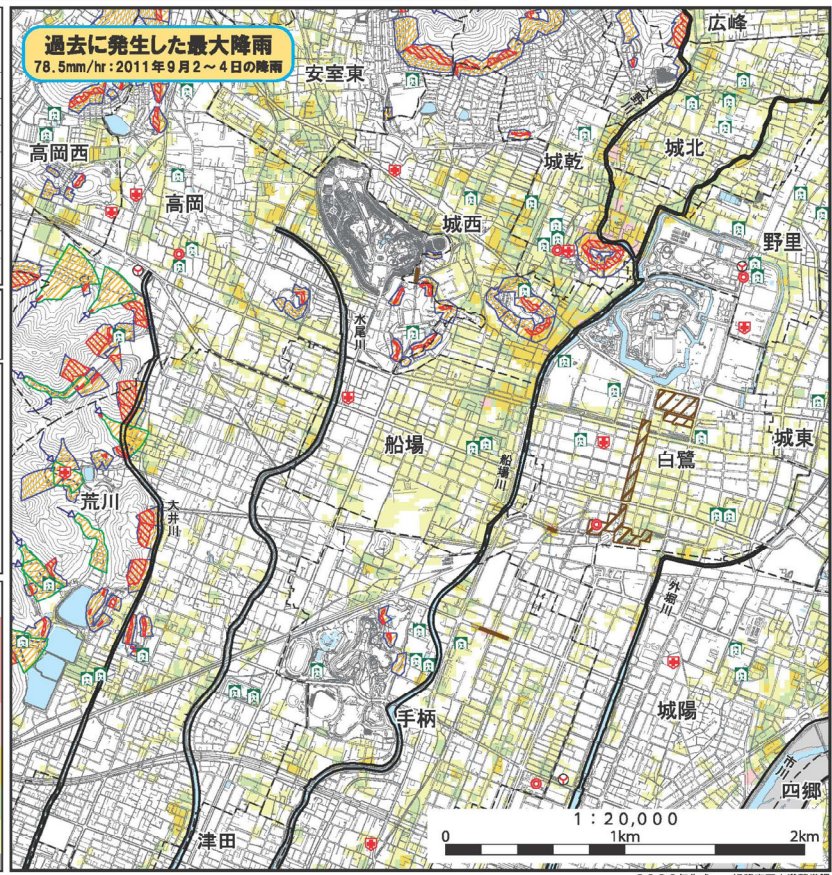 過去に発生した最大降雨
78.5mm/hr:2011年9月2～4日の降雨
広峰
安室東
大野川
高岡西
城乾
城北
高岡
城西
野里
水尾川
船場
船場川
白鷺
城東
荒川
大井川
外堀川
手柄
城陽
市川
四郷
津田
1:20,000
0
1km
2km